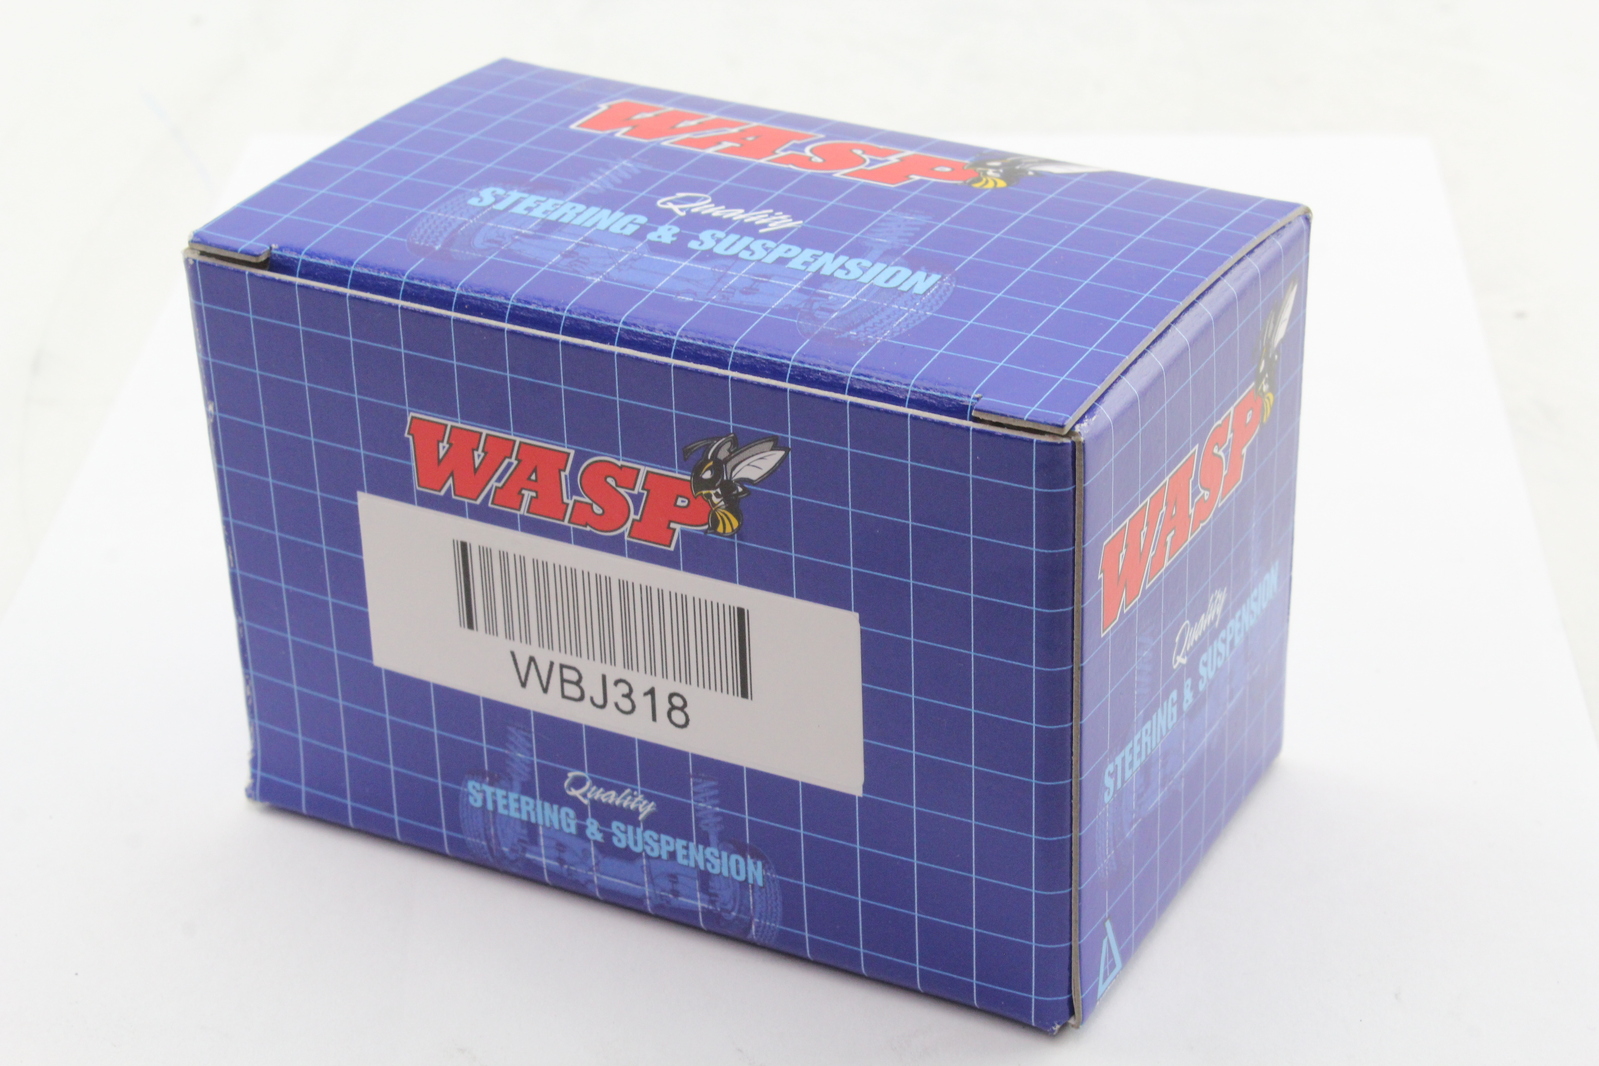 WASP
Quality
STEERING & SUSPENSION
WASP
WBJ318
Quality
STEERING & SUSPENSION
WASP
Quality
STEERING & SUSPENSION